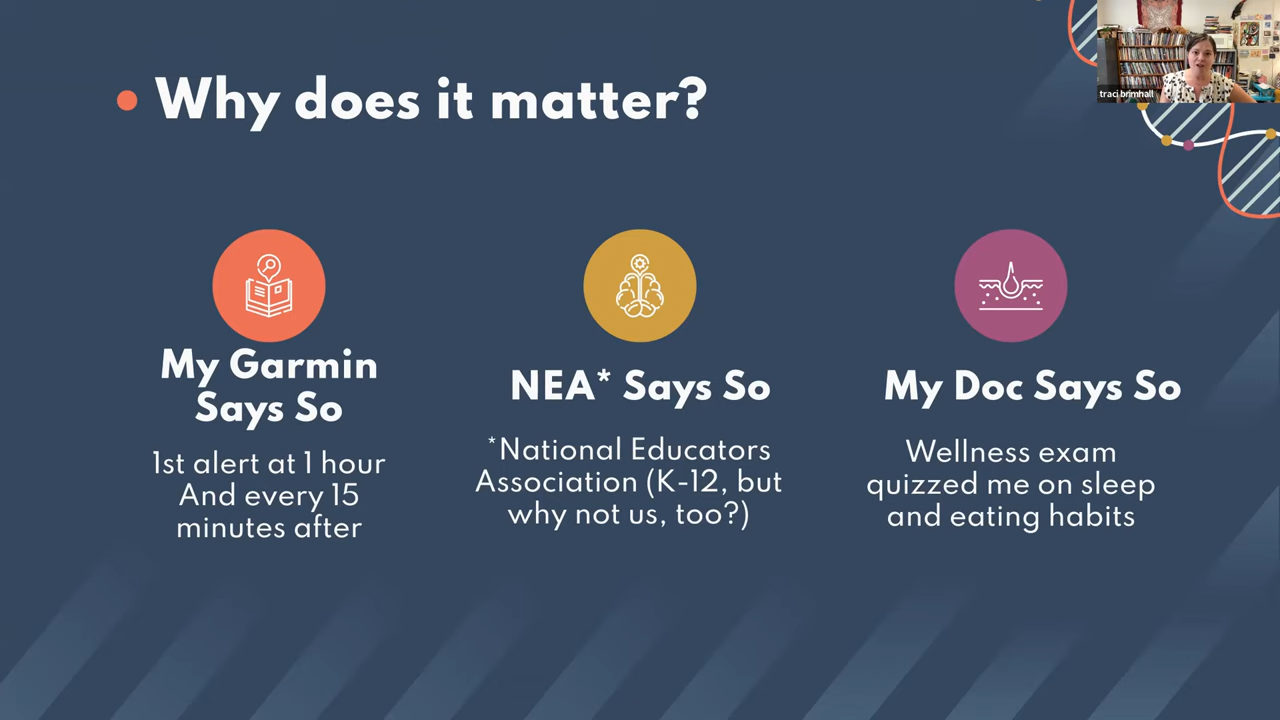 Why does it matter?
traci brimhall
My Garmin
Says So
1st alert at 1 hour
And every 15
minutes after
NEA* Says So
*National Educators
Association (K-12, but
why not us, too?)
My Doc Says So
Wellness exam
quizzed me on sleep
and eating habits